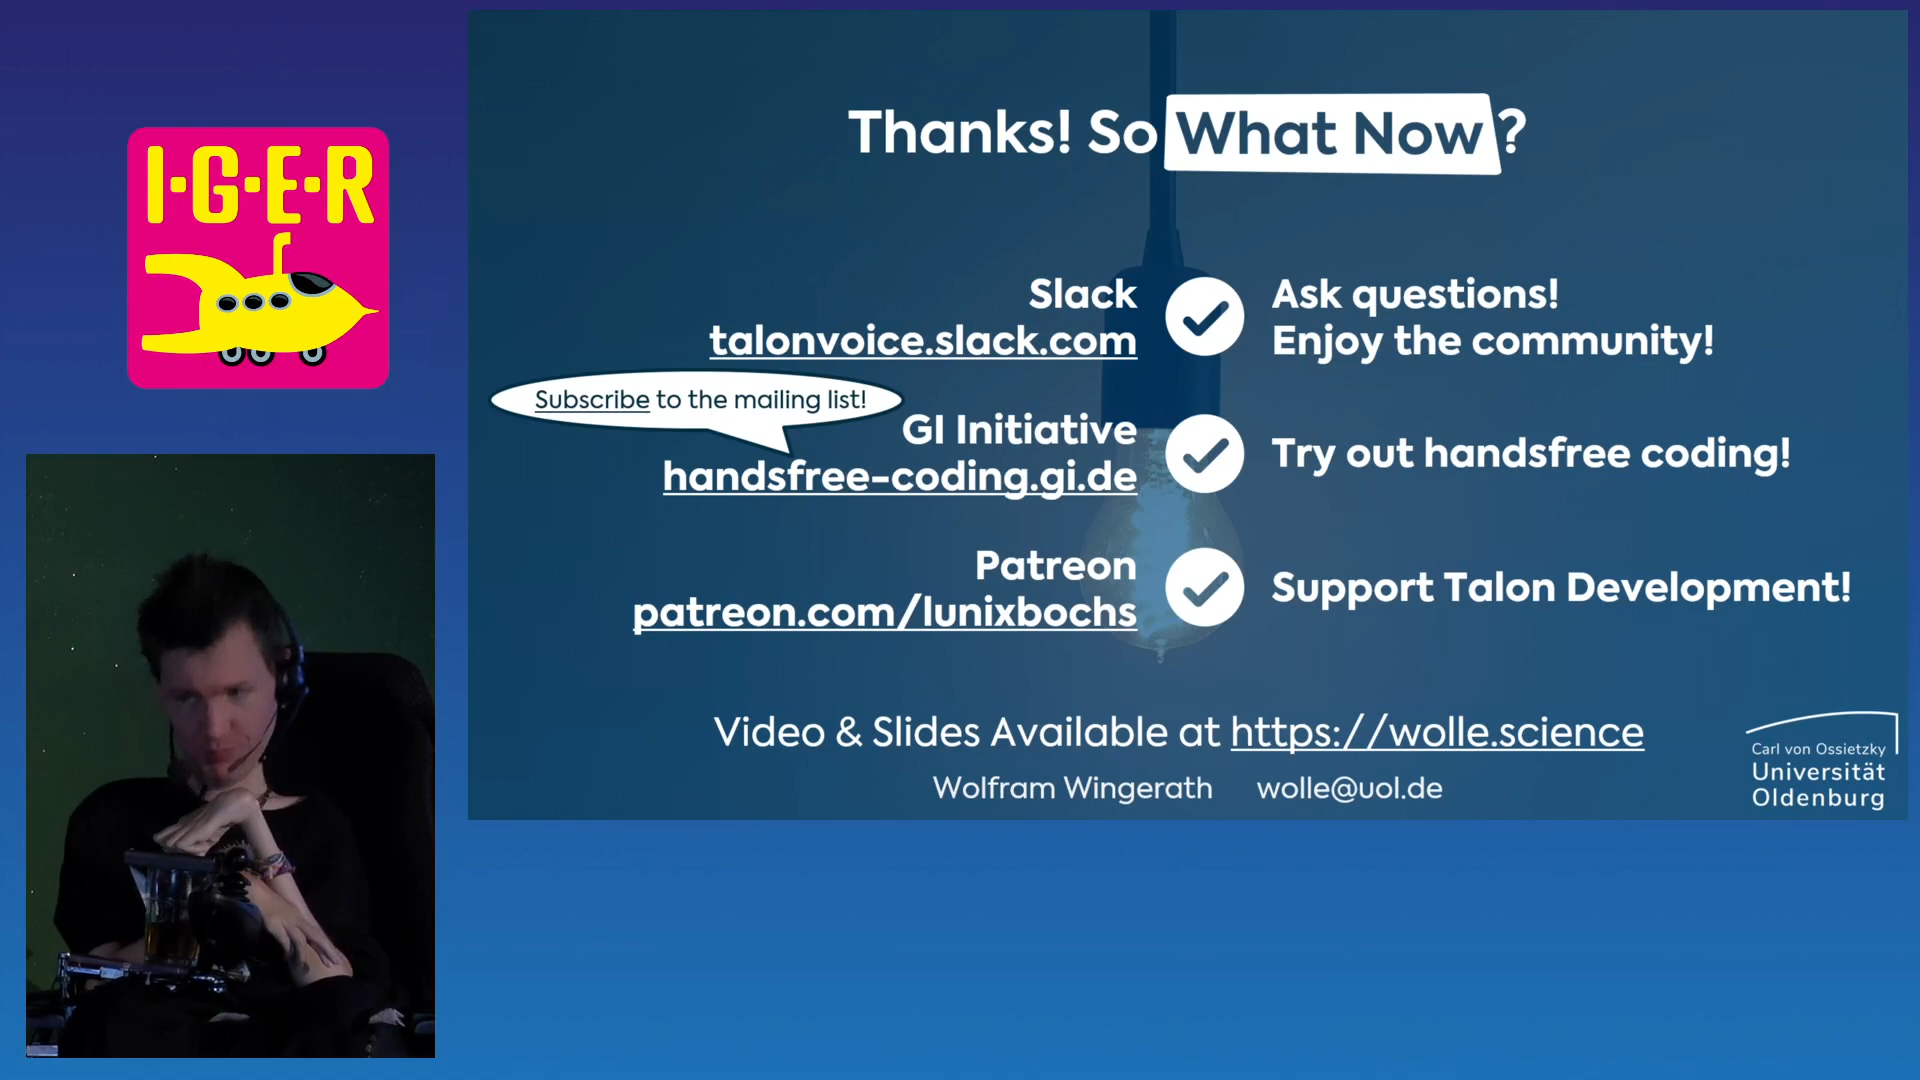 I·G·E·R
Thanks! So What Now?
Slack
talonvoice.slack.com
Ask questions!
Enjoy the community!
Subscribe to the mailing list!
GI Initiative
handsfree-coding.gi.de
Try out handsfree coding!
Patreon
patreon.com/lunixbochs
Support Talon Development!
Video & Slides Available at https://wolle.science
Wolfram Wingerath wolle@uol.de
Carl von Ossietzky
Universität
Oldenburg